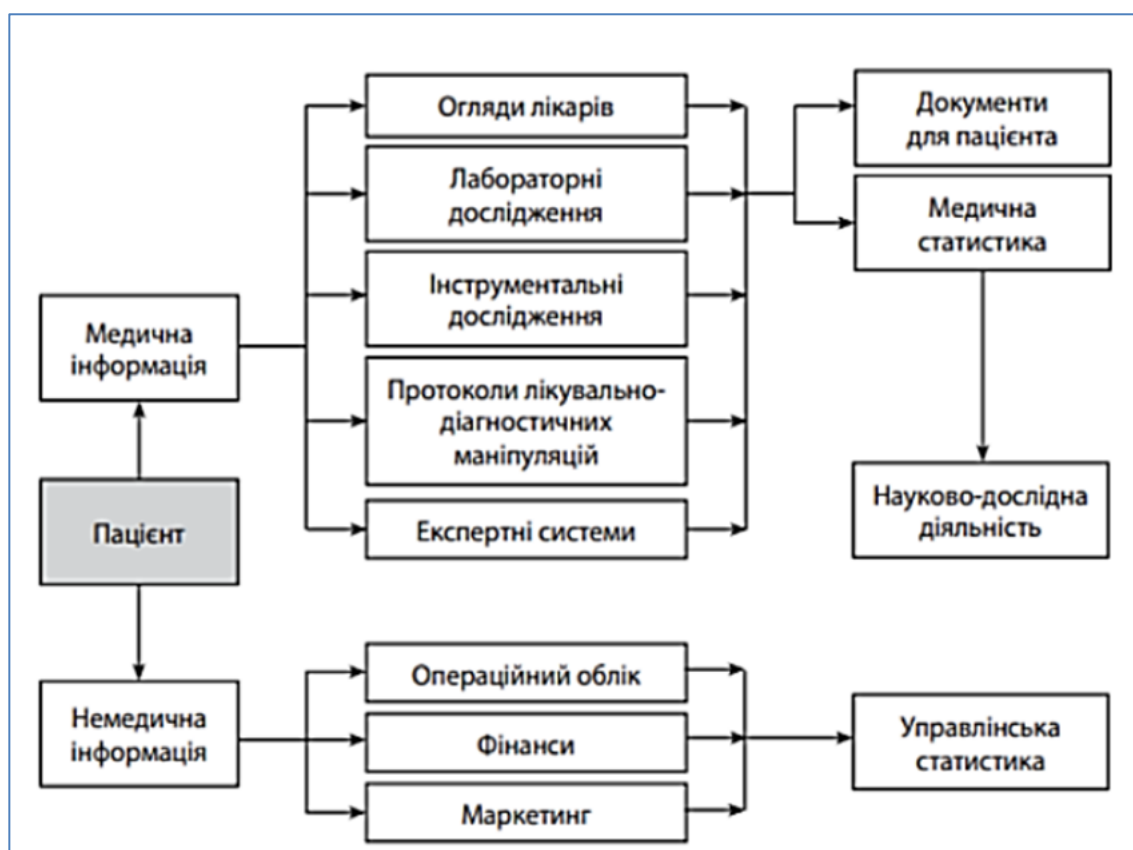 Огляди лікарів
Лабораторні
дослідження
Інструментальні
дослідження
Протоколи лікувально-
діагностичних
маніпуляцій
Експертні системи
Документи
для пацієнта
Медична
статистика
Науково-дослідна
діяльність
Медична
інформація
Пацієнт
Немедична
інформація
Операційний облік
Фінанси
Маркетинг
Управлінська
статистика